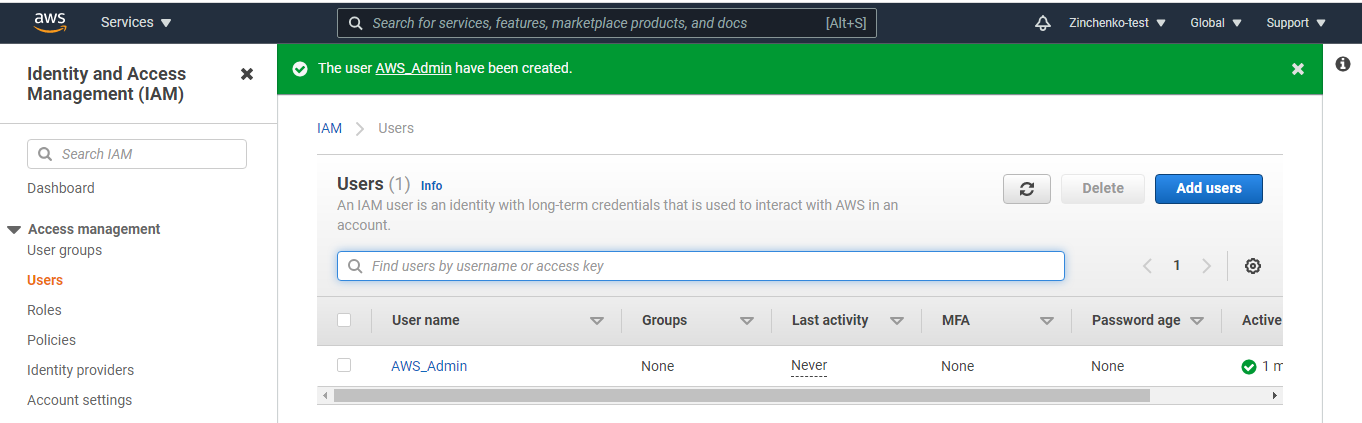 aws Services Search for services, features, marketplace products, and docs [Alt+S] Zinchenko-test Global Support
Identity and Access
Management (IAM)
The user AWS_Admin have been created.
Search IAM
Dashboard
Access management
User groups
Users
Roles
Policies
Identity providers
Account settings
IAM Users
Users (1) Info
An IAM user is an identity with long-term credentials that is used to interact with AWS in an
account.
Delete Add users
Find users by username or access key 1
User name Groups Last activity MFA Password age Active
AWS_Admin None Never None None 1 m